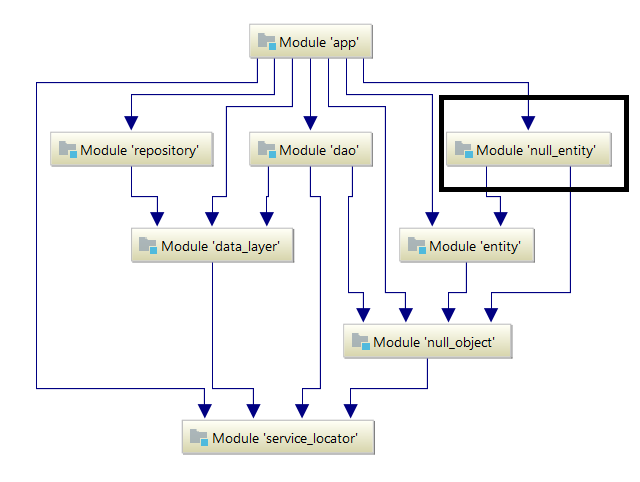 Module 'app'
Module 'repository'
Module 'dao'
Module 'null_entity'
Module 'data_layer'
Module 'entity'
Module 'null_object'
Module 'service_locator'